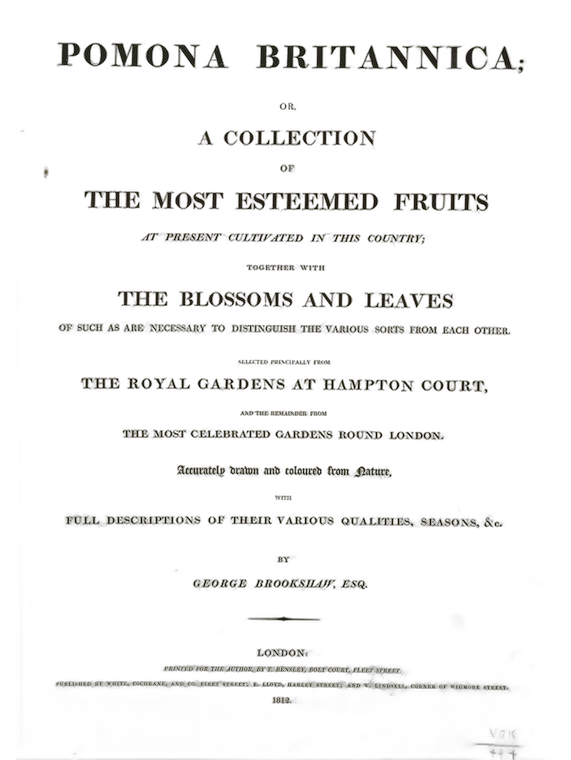 POMONA BRITANNICA;
OR,
A COLLECTION
OF
THE MOST ESTEEMED FRUITS
AT PRESENT CULTIVATED IN THIS COUNTRY;
TOGETHER WITH
THE BLOSSOMS AND LEAVES
OF SUCH AS ARE NECESSARY TO DISTINGUISH THE VARIOUS SORTS FROM EACH OTHER.
SELECTED PRINCIPALLY FROM
THE ROYAL GARDENS AT HAMPTON COURT,
AND THE REMAINDER FROM
THE MOST CELEBRATED GARDENS ROUND LONDON.
Accurately drawn and coloured from Nature,
WITH
FULL DESCRIPTIONS OF THEIR VARIOUS QUALITIES, SEASONS, &c.
BY
GEORGE BROOKSHAW, ESQ.
LONDON:
PRINTED FOR THE AUTHOR, BY T. BENSLEY, BOLT COURT, FLEET STREET.
PUBLISHED BY WHITE, COCHRANE, AND CO. FLEET STREET; E. LLOYD, HARLEY STREET; AND W. LINDSELL, CORNER OF WIGMORE STREET.
1812.